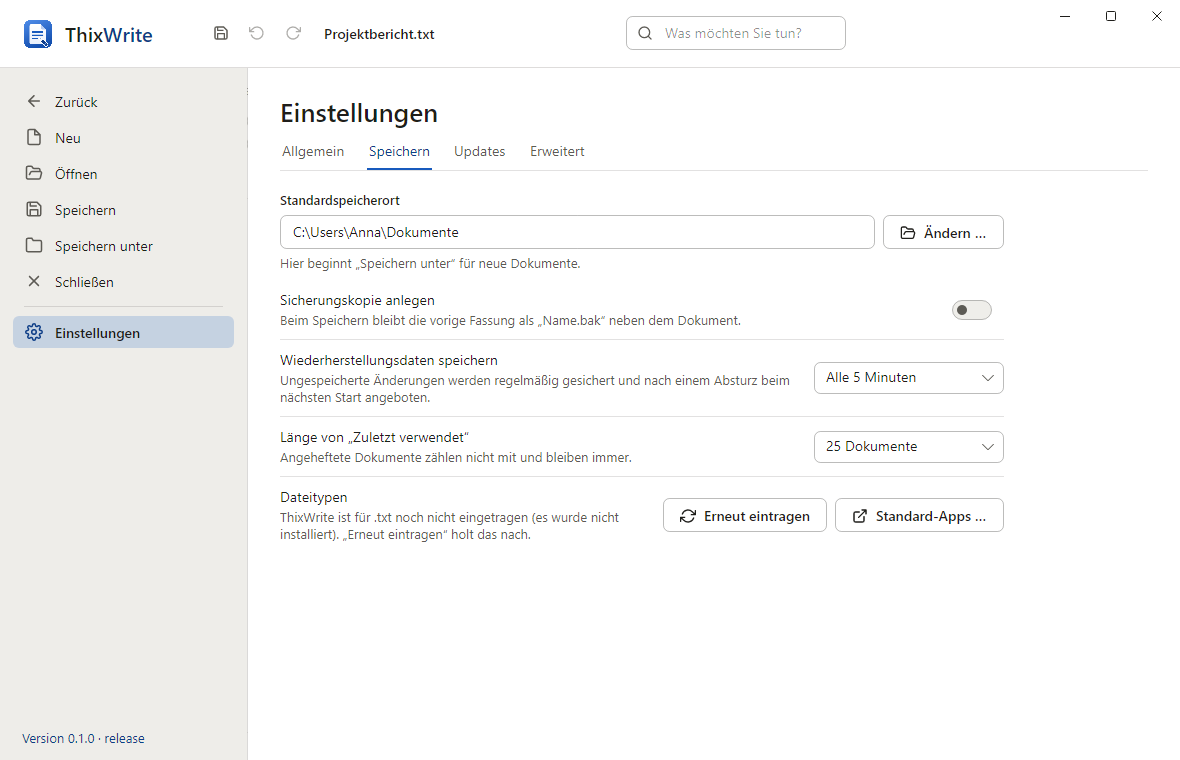 ThixWrite
Projektbericht.txt
Was möchten Sie tun?
Zurück
Neu
Öffnen
Speichern
Speichern unter
Schließen
Einstellungen
Version 0.1.0 · release
Einstellungen
Allgemein Speichern Updates Erweitert
Standardspeicherort
C:\Users\Anna\Dokumente
Ändern ...
Hier beginnt „Speichern unter“ für neue Dokumente.
Sicherungskopie anlegen
Beim Speichern bleibt die vorige Fassung als „Name.bak“ neben dem Dokument.
Wiederherstellungsdaten speichern
Ungespeicherte Änderungen werden regelmäßig gesichert und nach einem Absturz beim
nächsten Start angeboten.
Alle 5 Minuten
Länge von „Zuletzt verwendet“
Angeheftete Dokumente zählen nicht mit und bleiben immer.
25 Dokumente
Dateitypen
ThixWrite ist für .txt noch nicht eingetragen (es wurde nicht
installiert). „Erneut eintragen“ holt das nach.
Erneut eintragen
Standard-Apps ...